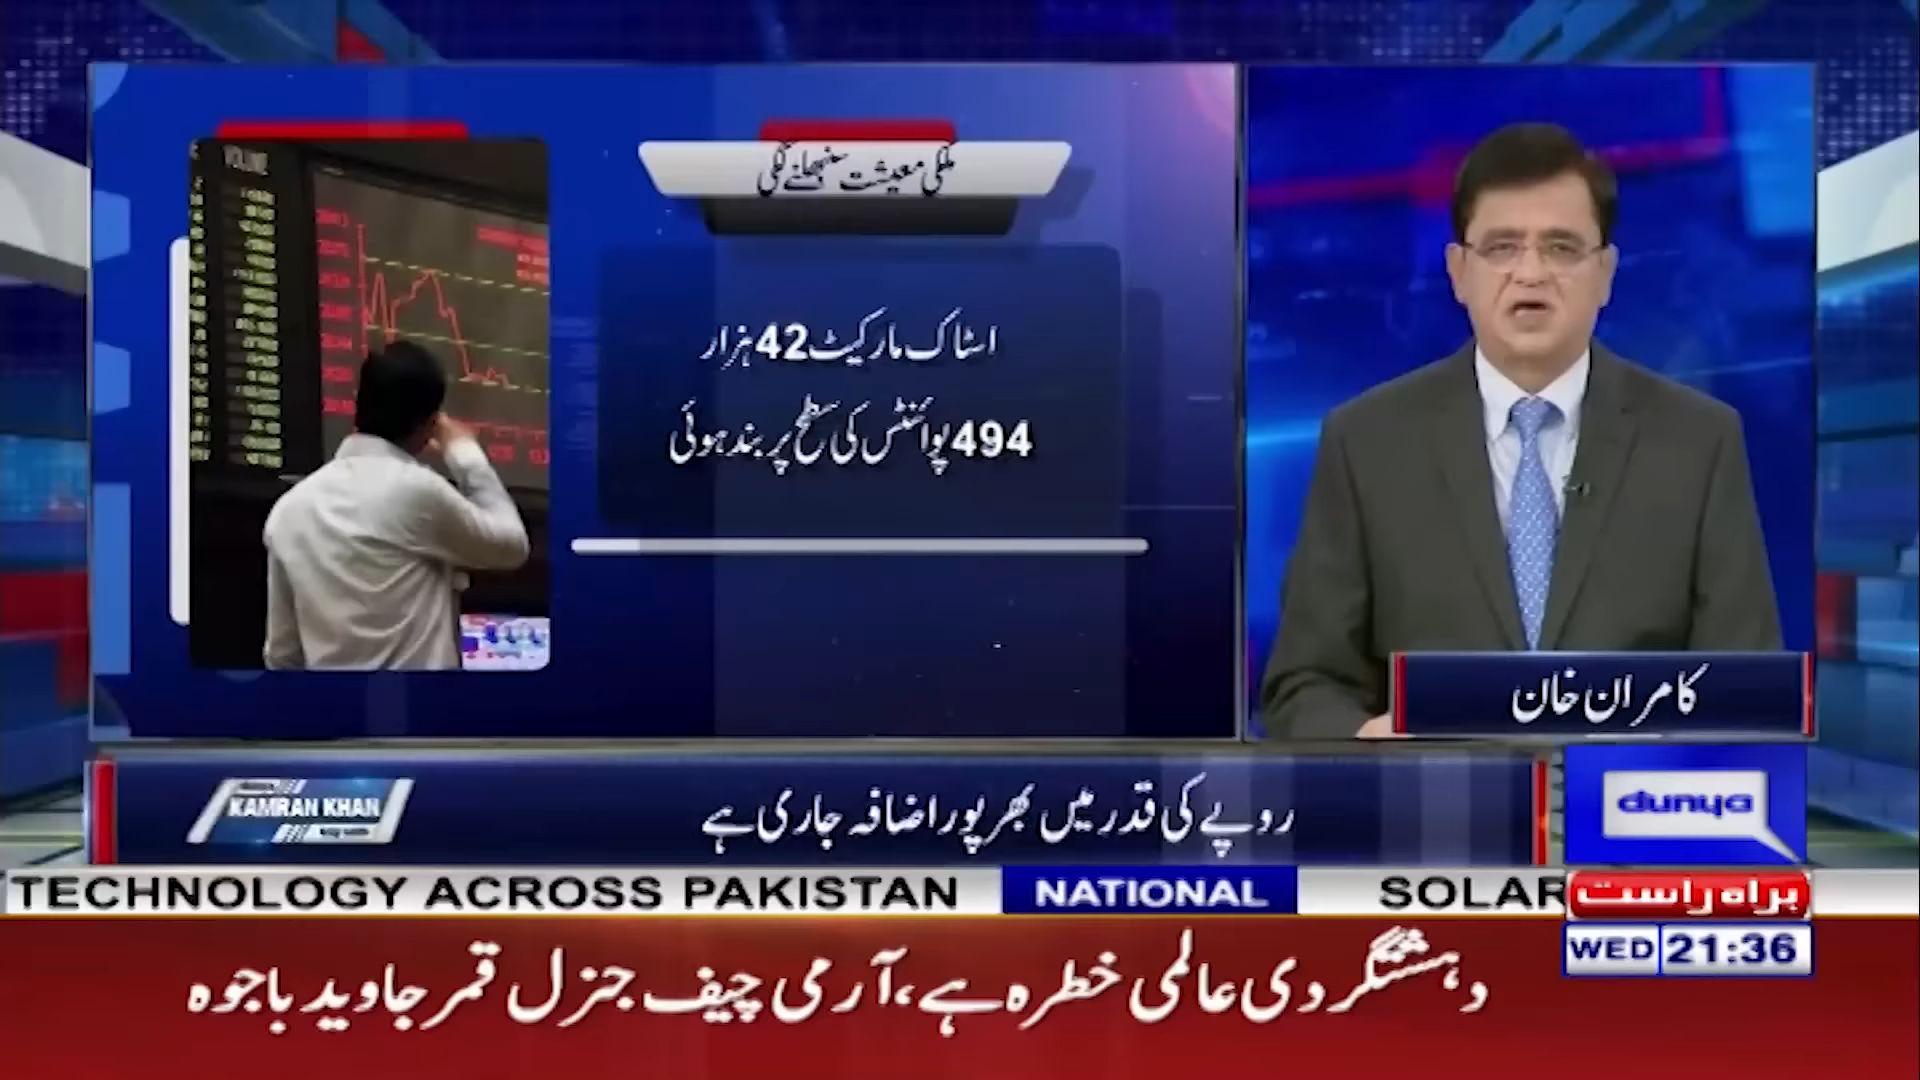 VOLUME
ملکی معیشت سنبھلنے لگی
اسٹاک مارکیٹ 42 ہزار
494 پوائنٹس کی سطح پر بند ہوئی
کامران خان
KAMRAN KHAN
روپے کی قدر میں بھرپور اضافہ جاری ہے
dunya
TECHNOLOGY ACROSS PAKISTAN NATIONAL SOLAR
براہ راست
WED 21:36
دہشتگردی عالمی خطرہ ہے، آرمی چیف جنرل قمر جاوید باجوہ